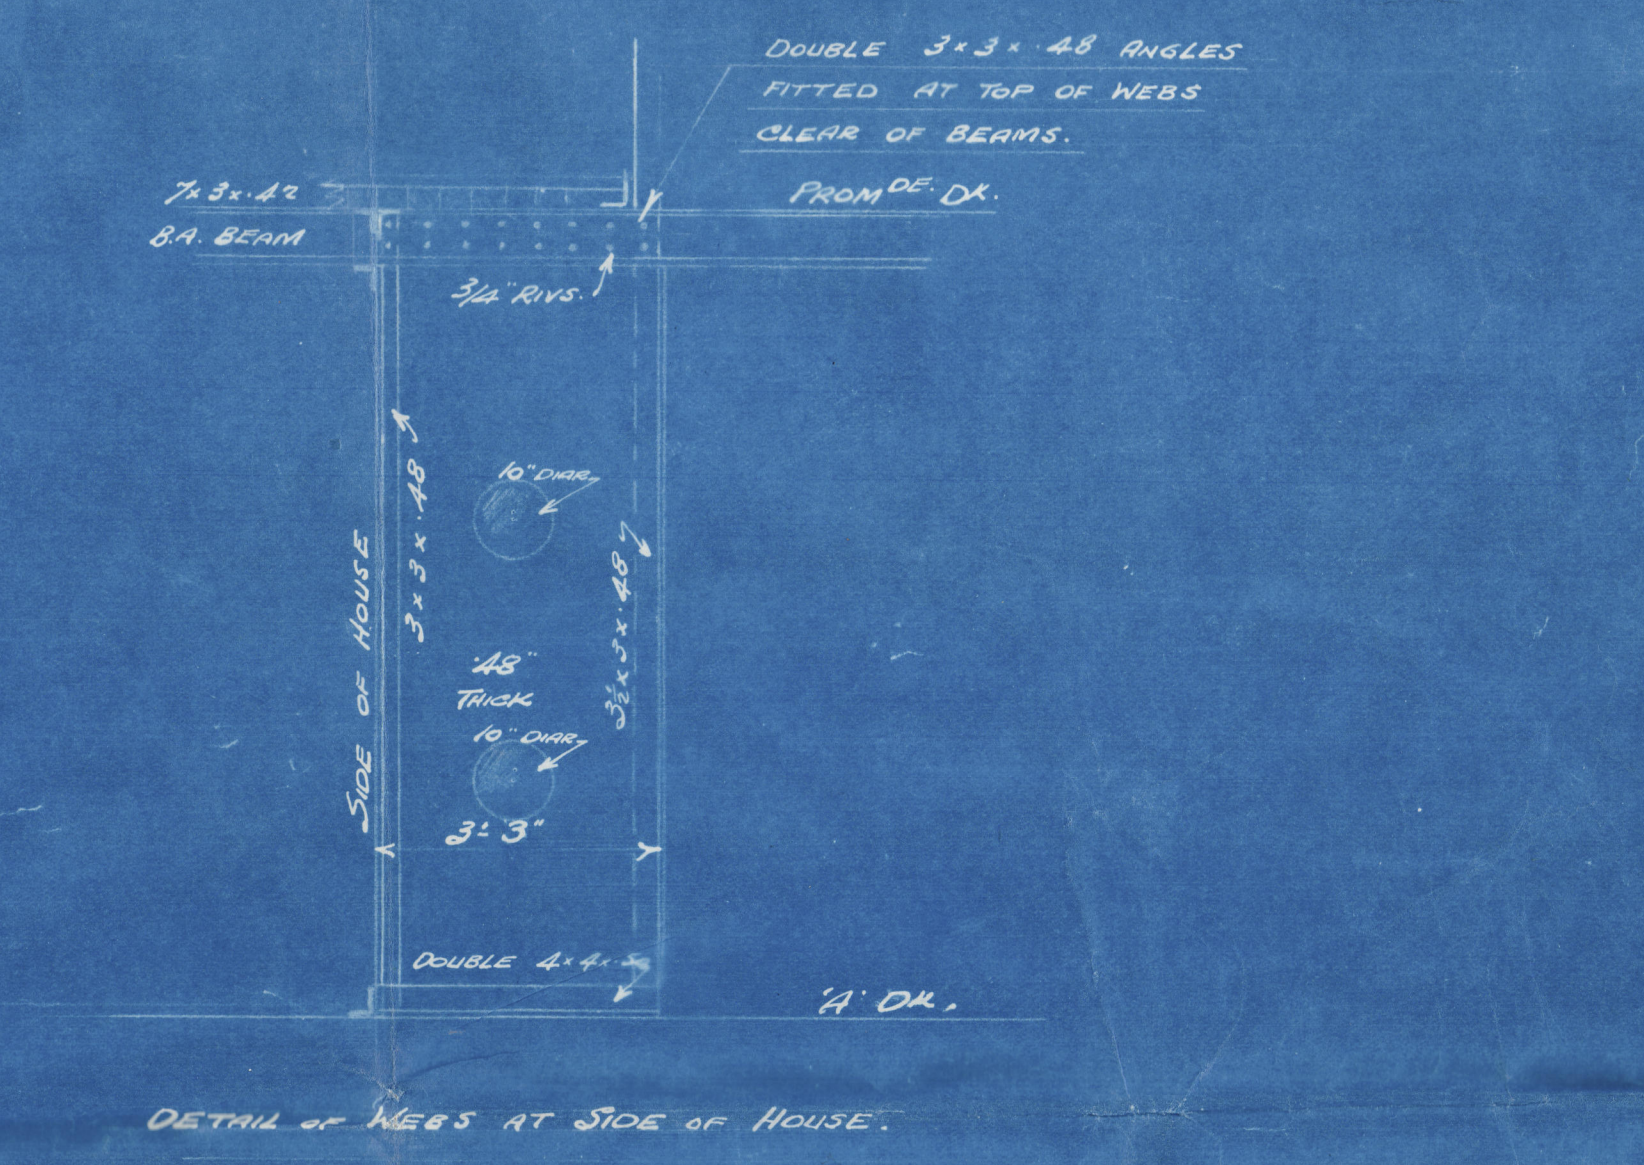 DOUBLE 3 x 3 x ·48 ANGLES
FITTED AT TOP OF WEBS
CLEAR OF BEAMS.
7x 3x ·42
B.A. BEAM
PROM DE. DK.
3/4" RIVS.
10" DIAR
3 x 3 x ·48
SIDE OF HOUSE
3½ x 3 x ·48
·48"
THICK
10" DIAR
3'- 3"
DOUBLE 4 x 4 x
'A' DK.
DETAIL OF WEBS AT SIDE OF HOUSE.